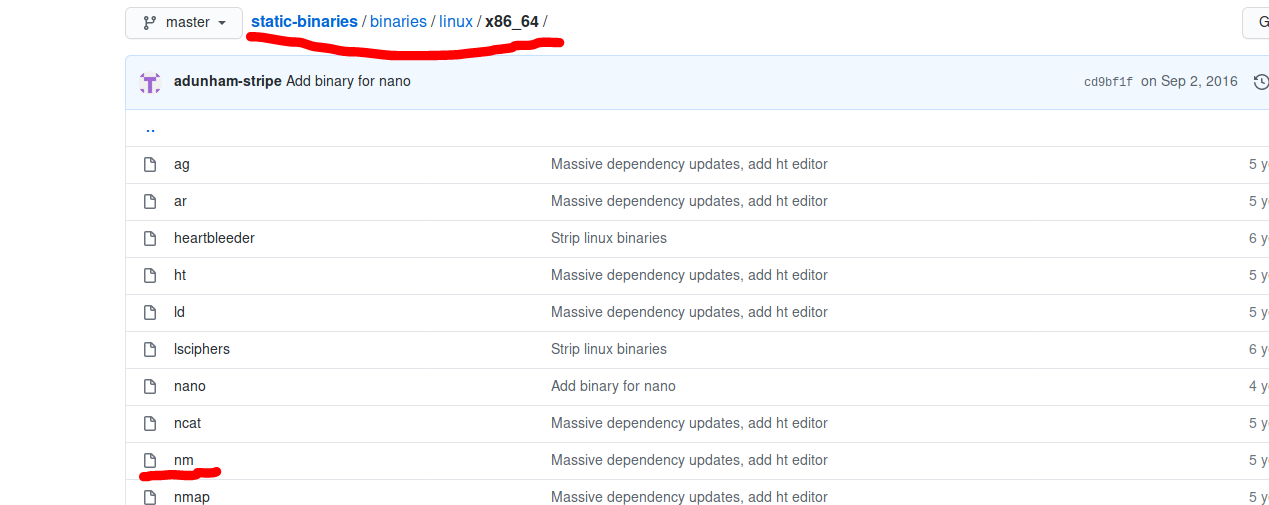 master static-binaries / binaries / linux / x86_64 / G
adunham-stripe Add binary for nano cd9bf1f on Sep 2, 2016
..
ag Massive dependency updates, add ht editor 5 y
ar Massive dependency updates, add ht editor 5 y
heartbleeder Strip linux binaries 6 y
ht Massive dependency updates, add ht editor 5 y
ld Massive dependency updates, add ht editor 5 y
lsciphers Strip linux binaries 6 y
nano Add binary for nano 4 y
ncat Massive dependency updates, add ht editor 5 y
nm Massive dependency updates, add ht editor 5 y
nmap Massive dependency updates, add ht editor 5 y